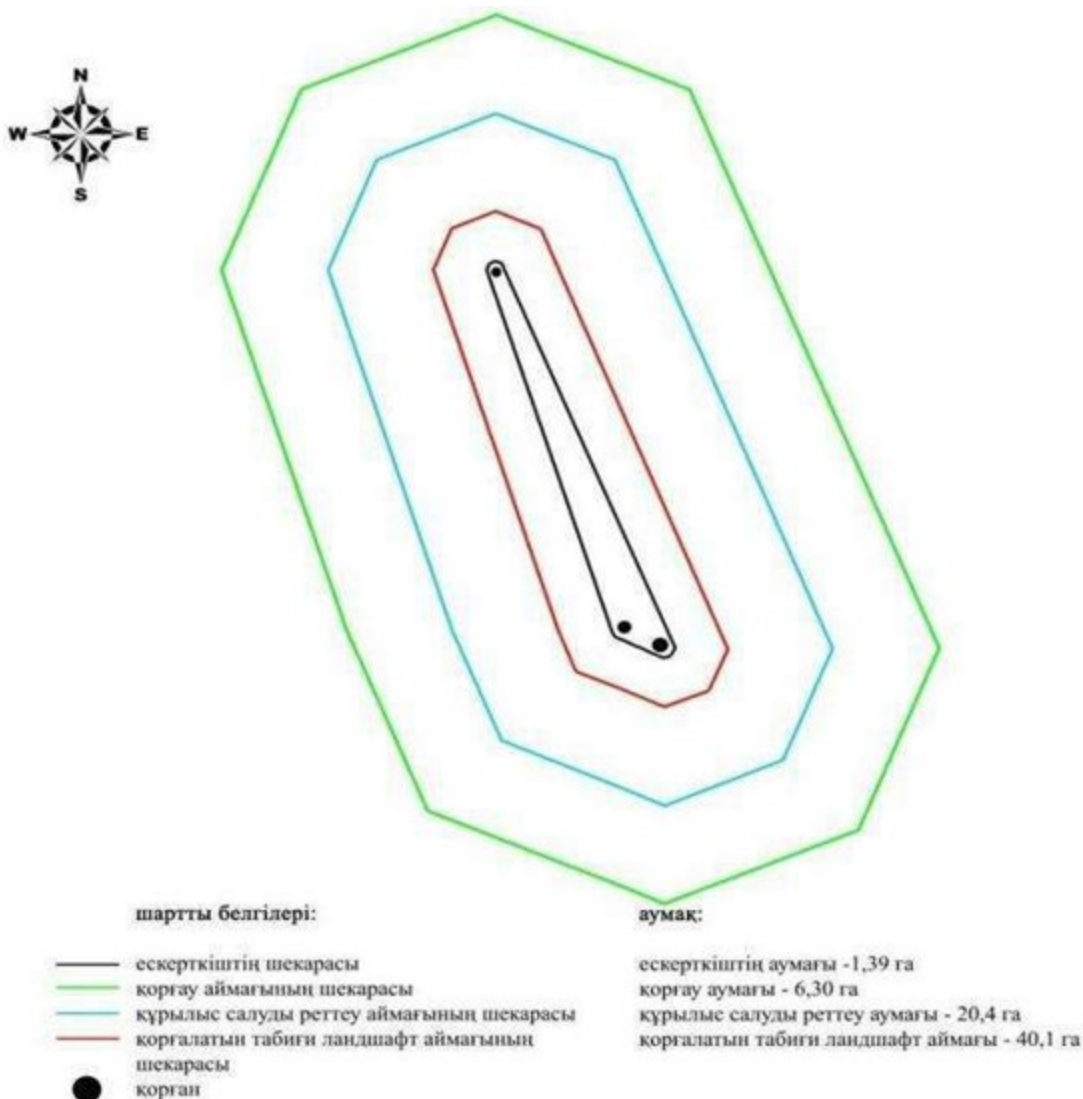 N
W E
S
шартты белгілері:
ескерткіштің шекарасы
қорғау аймағының шекарасы
құрылыс салуды реттеу аймағының шекарасы
қорғалатын табиғи ландшафт аймағының
шекарасы
қорған
аумақ:
ескерткіштің аумағы -1,39 га
қорғау аумағы - 6,30 га
құрылыс салуды реттеу аумағы - 20,4 га
қорғалатын табиғи ландшафт аймағы - 40,1 га